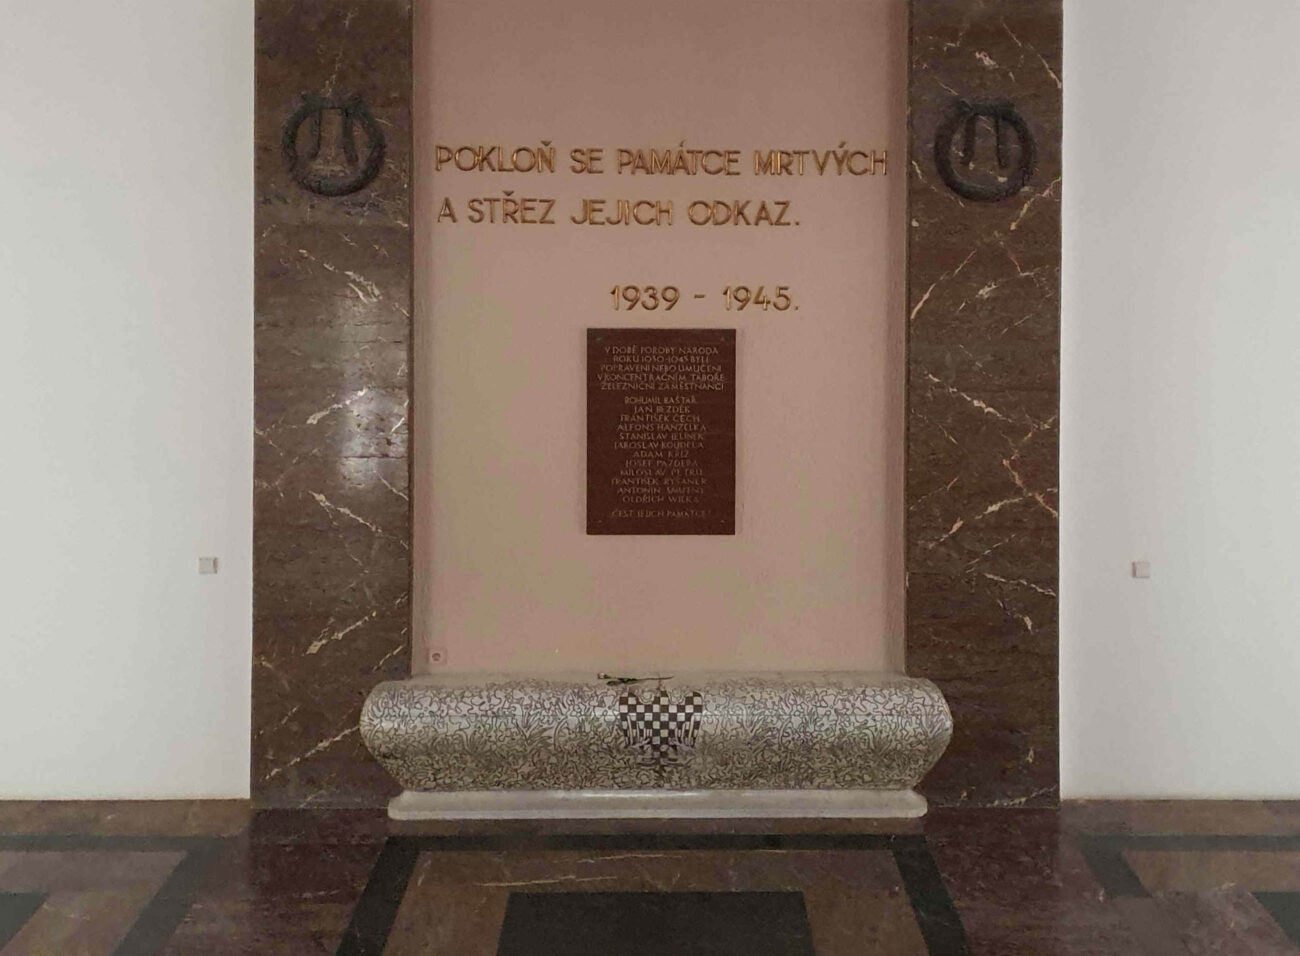 POKLOŇ SE PAMÁTCE MRTVÝCH
A STŘEZ JEJICH ODKAZ.
1939 - 1945.
V DOBĚ POROBY NÁRODA
ROKU 1939-1945 BYLI
POPRAVENI NEBO UMUČENI
V KONCENTRAČNÍM TÁBOŘE
ŽELEZNIČNÍ ZAMĚSTNANCI
BOHUMIL BAŠTÁŘ
JAN BEZDĚK
FRANTIŠEK ČECH
ALFONS HANZELKA
STANISLAV JELÍNEK
JAROSLAV KOUDELA
ADAM KŘÍŽ
JOSEF PAZDERA
MILOSLAV PETRŮ
FRANTIŠEK RYŠÁNEK
ANTONÍN SMUTNÝ
OLDŘICH WILKA
ČEST JEJICH PAMÁTCE!